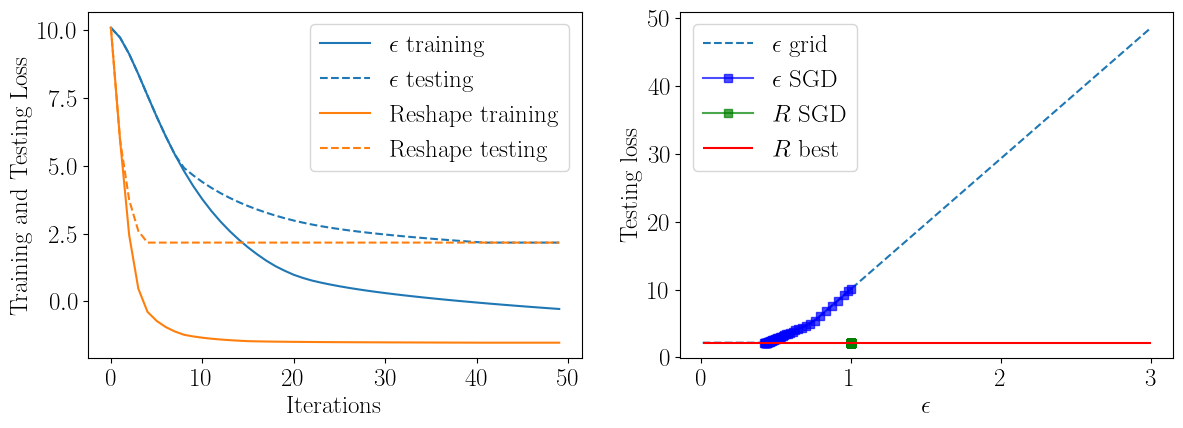 Training and Testing Loss
10.0
7.5
5.0
2.5
0.0
ϵ training
ϵ testing
Reshape training
Reshape testing
0 10 20 30 40 50
Iterations
Testing loss
50
40
30
20
10
0
ϵ grid
ϵ SGD
R SGD
R best
0 1 2 3
ϵ